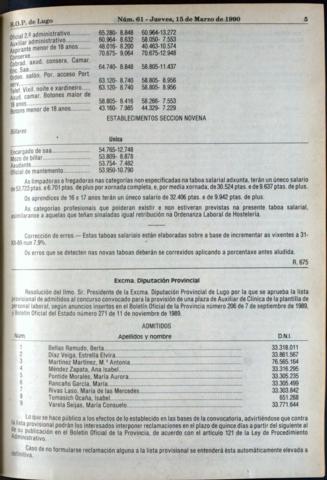 B.O.P. de Lugo Núm. 61 - Jueves, 15 de Marzo de 1990 5
Oficial 2.ª administrativo 65.280- 8.848 60.964-13.272
Auxiliar administrativo 60.964- 8.632 58.050- 7.553
Aspirante menor de 18 anos 48.016- 8.200 40.463-10.574
Conserxe 70.675- 9.064 70.675-12.948
Cobrad. axud. conserx. Camar.
Enc. Sae 64.740- 8.848 58.805-11.437
Orden. salón. Por. acceso Port
serv. 63.120- 8.740 58.805- 8.956
Telef. Vixil. noite e xardineiro 63.120- 8.740 58.805- 8.956
Axud. camar. Botones maior de
18 anos 58.805- 8.416 58.266- 7.553
Botons menor de 18 anos 43.160- 7.985 44.329- 7.229
ESTABLECIMENTOS SECCION NOVENA
Billares
Unica
Encargado de saa 54.765-12.748
Mozo de billar 53.809- 8.878
Axudante 53.754- 7.482
Oficial de mantemento 53.950-10.790
As limpadoras e fregadoras nas categorías non especificadas na taboa salarial adxunta, terán un única salario
de 53.723 ptas. e 6.701 ptas. de plus por xornada completa, e, por media xornada, de 30.524 ptas. e de 9.637 ptas. de plus.
Os aprendices de 16 e 17 anos terán un único salario de 32.406 ptas. e de 9.942 ptas. de plus.
As categorías profesionais que poideran existir e non estiveran previstas na presente taboa salarial,
asimilaranse a aquelas que teñan sinaladas igual retribución na Ordenanza Laboral de Hostelería.
Corrección de erros.— Estas taboas salariais están elaboradas sobre a base de incrementar as vixentes a 31-
XII-89 nun 7,9%.
Os erros que se detecten nas novas taboas deberán se correxidos aplicando a porcentaxe antes aludida.
R. 675
Excma. Diputación Provincial
Resolución del Ilmo. Sr. Presidente de la Excma. Diputación Provincial de Lugo por la que se aprueba la lista
provisional de admitidos al concurso convocado para la provisión de una plaza de Auxiliar de Clínica de la plantilla de
personal laboral, según anuncios insertos en el Boletín Oficial de la Provincia número 206 de 7 de septiembre de 1989,
y Boletín Oficial del Estado número 271 de 11 de noviembre de 1989.
ADMITIDOS
Núm. Apellidos y nombre D.N.I.
1 Bellas Ramudo, Berta 33.318.011
2 Díaz Veiga, Estrella Elvira 33.861.567
3 Martínez Martínez, M.ª Antonia 76.565.164
4 Méndez Zapata, Ana Isabel 33.316.295
5 Puntide Morales, María Aurora 33.305.235
6 Rancaño García, María 33.305.499
7 Rivas Laso, María de las Mercedes 33.303.842
8 Tomasich Ocaña, Isabel 651.268
9 Varela Seijas, María Consuelo 33.771.644
Lo que se hace público a los efectos de lo establecido en las bases de la convocatoria, advirtiéndose que contra
la lista provisional podrán los interesados interponer reclamaciones en el plazo de quince días a partir del siguiente al
de su publicación en el Boletín Oficial de la Provincia, de acuerdo con el artículo 121 de la Ley de Procedimiento
Administrativo.
Caso de no formularse reclamación alguna a la lista provisional se entenderá ésta automáticamente elevada a
definitiva.